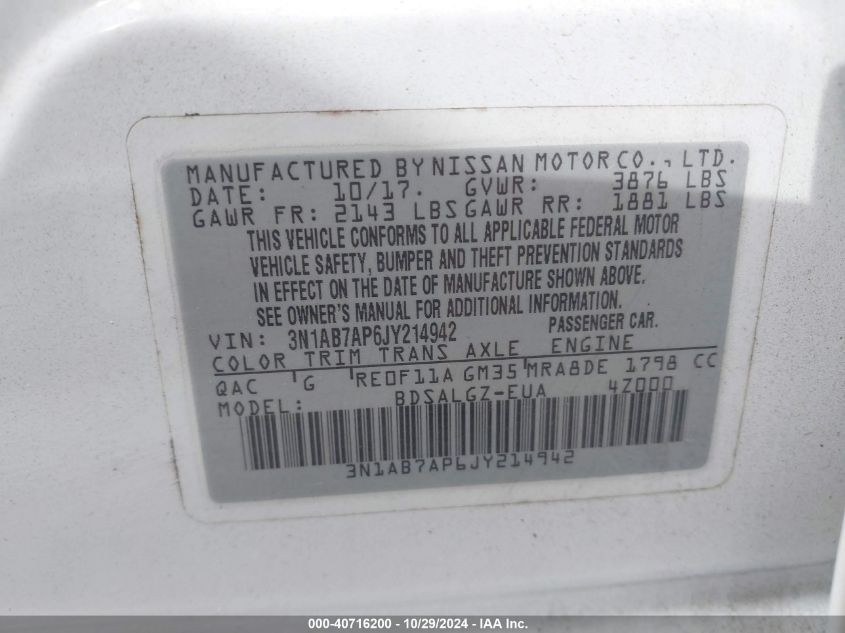 MANUFACTURED BY NISSAN MOTOR CO., LTD.
DATE: 10/17. GVWR: 3876 LBS
GAWR FR: 2143 LBS GAWR RR: 1881 LBS
THIS VEHICLE CONFORMS TO ALL APPLICABLE FEDERAL MOTOR
VEHICLE SAFETY, BUMPER AND THEFT PREVENTION STANDARDS
IN EFFECT ON THE DATE OF MANUFACTURE SHOWN ABOVE.
SEE OWNER'S MANUAL FOR ADDITIONAL INFORMATION.
VIN: 3N1AB7AP6JY214942 PASSENGER CAR.
COLOR TRIM TRANS AXLE ENGINE
QAC G RE0F11A GM35 MRA8DE 1798 CC
MODEL: BDSALGZ-EUA 4Z000
3N1AB7AP6JY214942
000-40716200 - 10/29/2024 - IAA Holdings, LLC.